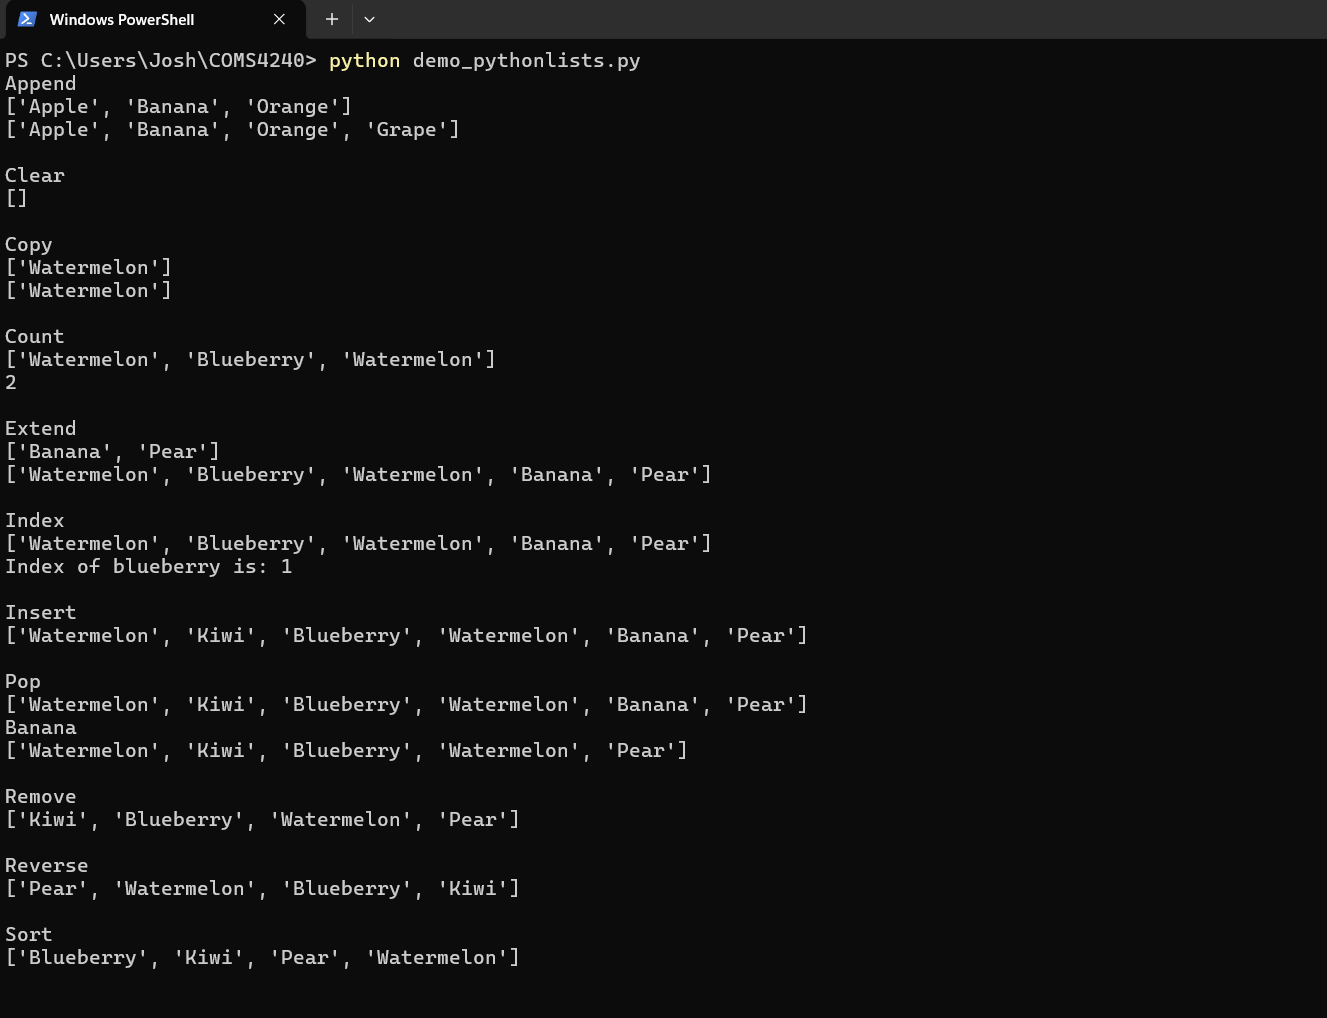 Windows PowerShell
PS C:\Users\Josh\COMS4240> python demo_pythonlists.py
Append
['Apple', 'Banana', 'Orange']
['Apple', 'Banana', 'Orange', 'Grape']
Clear
[]
Copy
['Watermelon']
['Watermelon']
Count
['Watermelon', 'Blueberry', 'Watermelon']
2
Extend
['Banana', 'Pear']
['Watermelon', 'Blueberry', 'Watermelon', 'Banana', 'Pear']
Index
['Watermelon', 'Blueberry', 'Watermelon', 'Banana', 'Pear']
Index of blueberry is: 1
Insert
['Watermelon', 'Kiwi', 'Blueberry', 'Watermelon', 'Banana', 'Pear']
Pop
['Watermelon', 'Kiwi', 'Blueberry', 'Watermelon', 'Banana', 'Pear']
Banana
['Watermelon', 'Kiwi', 'Blueberry', 'Watermelon', 'Pear']
Remove
['Kiwi', 'Blueberry', 'Watermelon', 'Pear']
Reverse
['Pear', 'Watermelon', 'Blueberry', 'Kiwi']
Sort
['Blueberry', 'Kiwi', 'Pear', 'Watermelon']